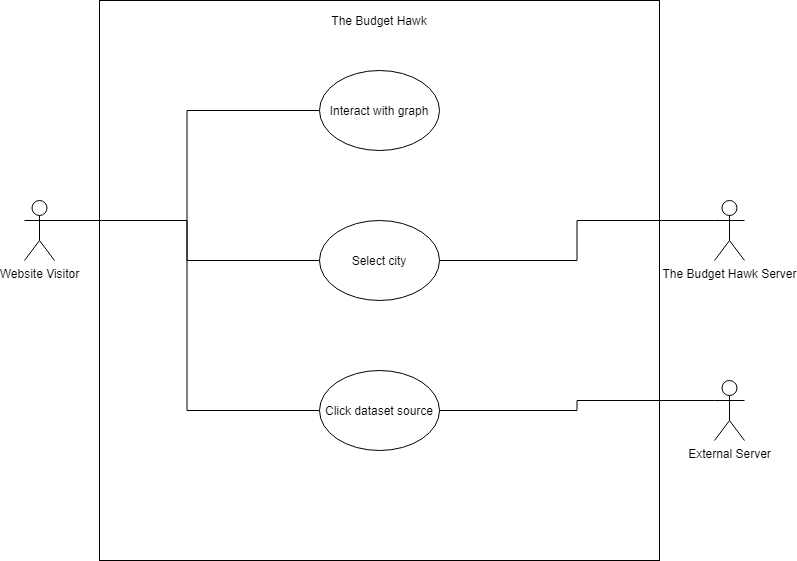 The Budget Hawk
Interact with graph
Website Visitor
Select city
The Budget Hawk Server
Click dataset source
External Server